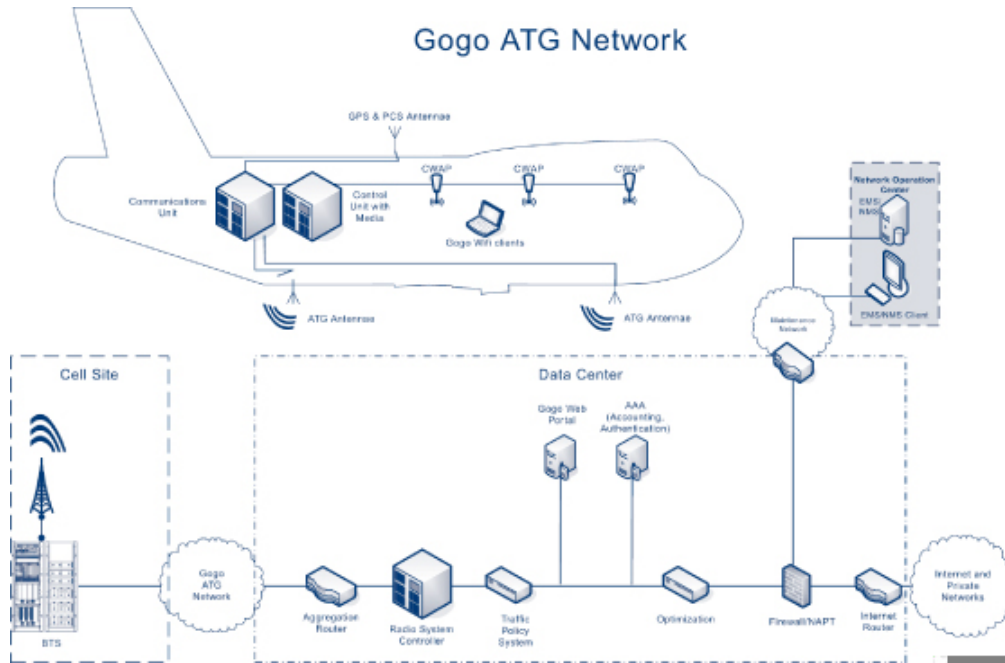 Gogo ATG Network
GPS & PCS Antennae
CWAP
CWAP
CWAP
Communications
Unit
Control
Unit with
Media
Gogo Wifi clients
ATG Antennae
ATG Antennae
Network Operation
Center
EMS/
NMS
EMS/NMS Client
Maintenance
Network
Cell Site
Data Center
Gogo Web
Portal
AAA
(Accounting,
Authentication)
Gogo
ATG
Network
BTS
Aggregation
Router
Radio System
Controller
Traffic
Policy
System
Optimization
Firewall/NAPT
Internet
Router
Internet and
Private
Networks